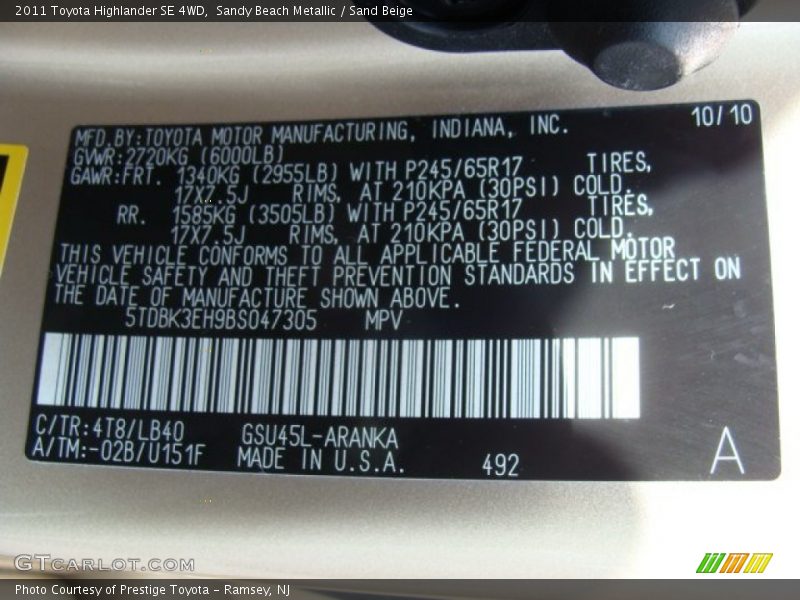 2011 Toyota Highlander SE 4WD, Sandy Beach Metallic / Sand Beige
10/10
MFD.BY:TOYOTA MOTOR MANUFACTURING, INDIANA, INC.
GVWR:2720KG (6000LB)
GAWR:FRT. 1340KG (2955LB) WITH P245/65R17 TIRES,
17X7.5J RIMS, AT 210KPA (30PSI) COLD.
RR. 1585KG (3505LB) WITH P245/65R17 TIRES,
17X7.5J RIMS, AT 210KPA (30PSI) COLD.
THIS VEHICLE CONFORMS TO ALL APPLICABLE FEDERAL MOTOR
VEHICLE SAFETY AND THEFT PREVENTION STANDARDS IN EFFECT ON
THE DATE OF MANUFACTURE SHOWN ABOVE.
5TDBK3EH9BS047305 MPV
C/TR:4T8/LB40 GSU45L-ARANKA
A/TM:-02B/U151F MADE IN U.S.A. 492
A
GTCARLOT.COM
Photo Courtesy of Prestige Toyota - Ramsey, NJ